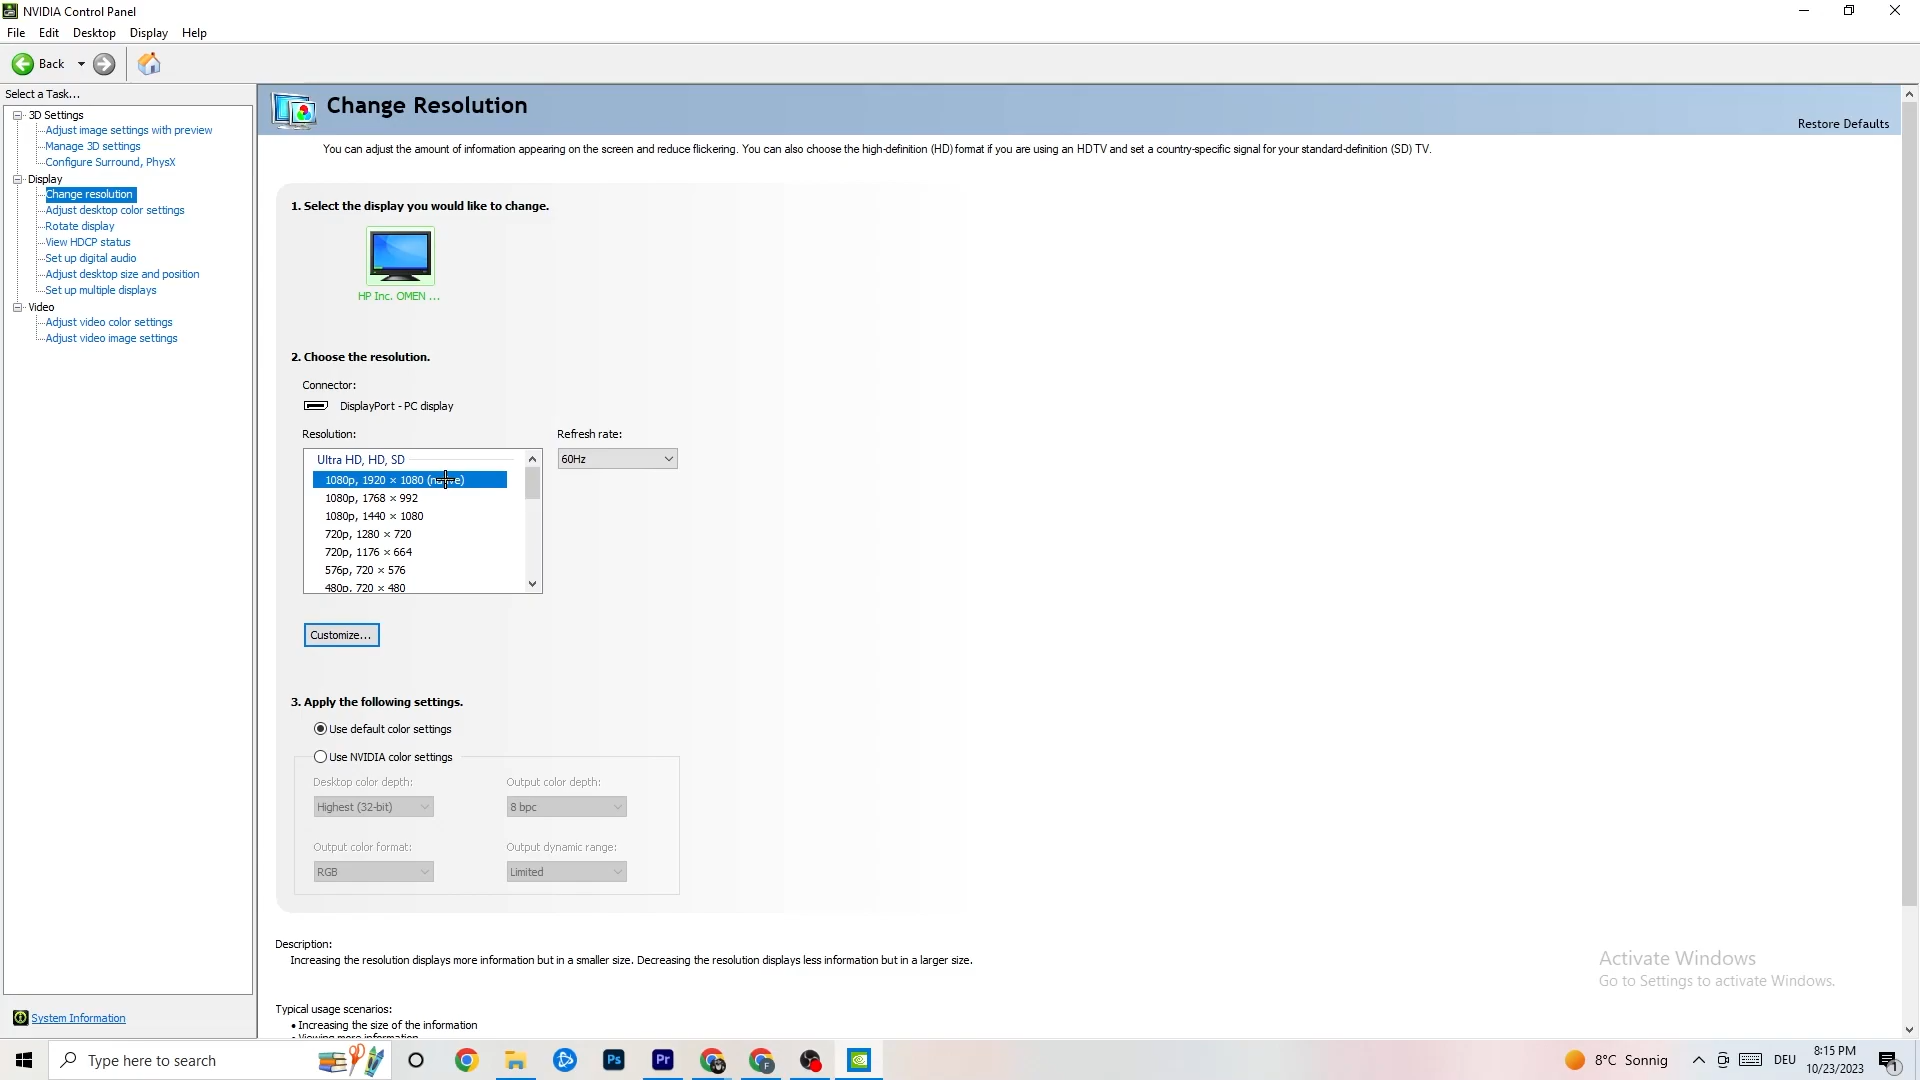 NVIDIA Control Panel
File Edit Desktop Display Help
Back
Select a Task...
3D Settings
Adjust image settings with preview
Manage 3D settings
Configure Surround, PhysX
Display
Change resolution
Adjust desktop color settings
Rotate display
View HDCP status
Set up digital audio
Adjust desktop size and position
Set up multiple displays
Video
Adjust video color settings
Adjust video image settings
System Information
Change Resolution
Restore Defaults
You can adjust the amount of information appearing on the screen and reduce flickering. You can also choose the high-definition (HD) format if you are using an HDTV and set a country-specific signal for your standard-definition (SD) TV.
1. Select the display you would like to change.
HP Inc. OMEN ...
2. Choose the resolution.
Connector:
DisplayPort - PC display
Resolution:
Refresh rate:
Ultra HD, HD, SD
60Hz
1080p, 1920 × 1080
1080p, 1768 × 992
1080p, 1440 × 1080
720p, 1280 × 720
720p, 1176 × 664
576p, 720 × 576
480p, 720 × 480
Customize...
3. Apply the following settings.
Use default color settings
Use NVIDIA color settings
Desktop color depth:
Output color depth:
Highest (32-bit)
8 bpc
Output color format:
Output dynamic range:
RGB
Limited
Description:
Increasing the resolution displays more information but in a smaller size. Decreasing the resolution displays less information but in a larger size.
Typical usage scenarios:
• Increasing the size of the information
Activate Windows
Go to Settings to activate Windows.
Type here to search
Ps
Pr
F
8°C Sonnig
DEU
8:15 PM
10/23/2023
1